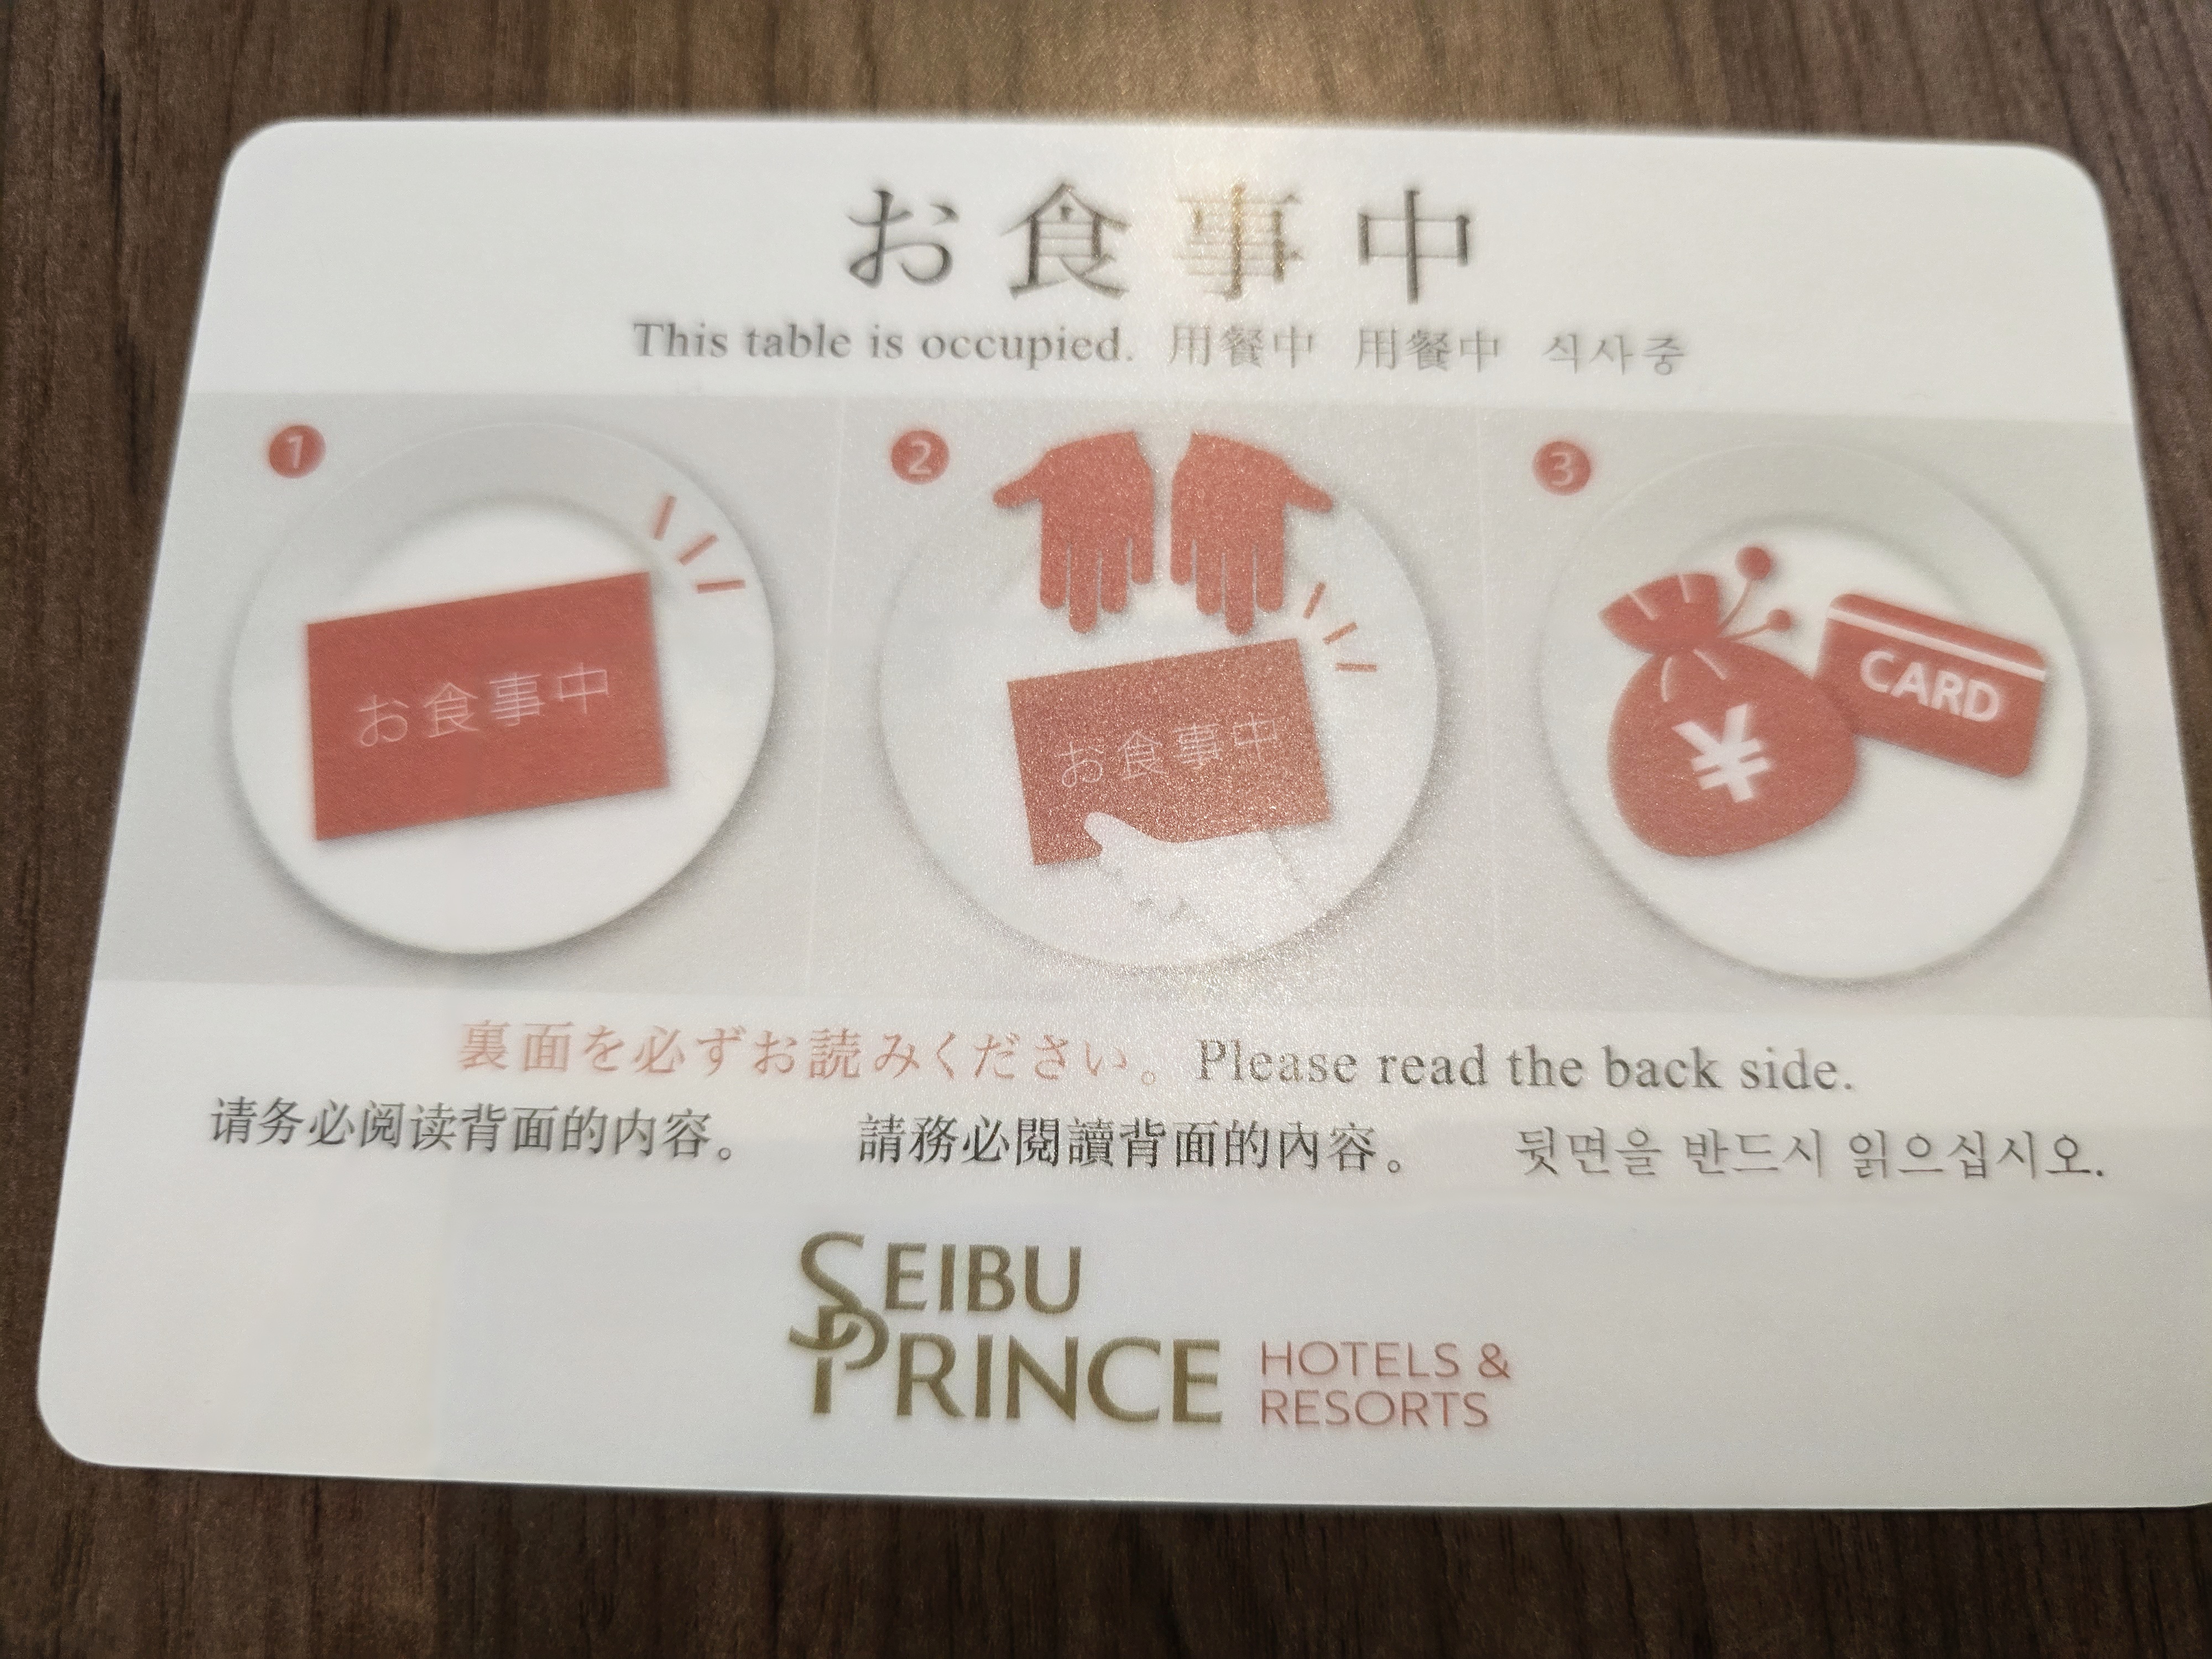 お食事中
This table is occupied. 用餐中 用餐中 식사중
1 2 3
お食事中
お食事中
¥ CARD
裏面を必ずお読みください。Please read the back side.
请务必阅读背面的内容。 請務必閱讀背面的內容。 뒷면을 반드시 읽으십시오.
SEIBU
PRINCE HOTELS &
RESORTS